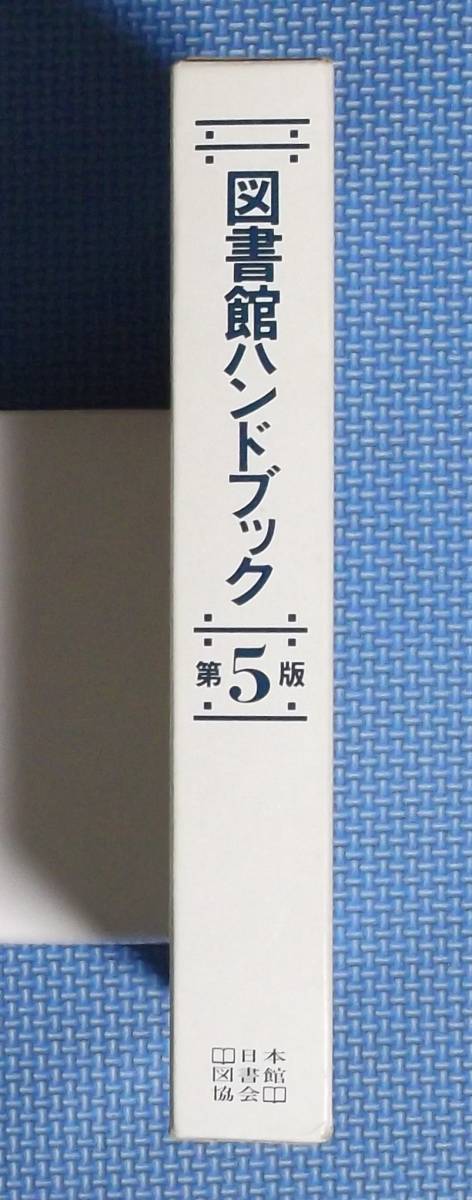 図書館ハンドブック
第5版
日本
図書館
協会